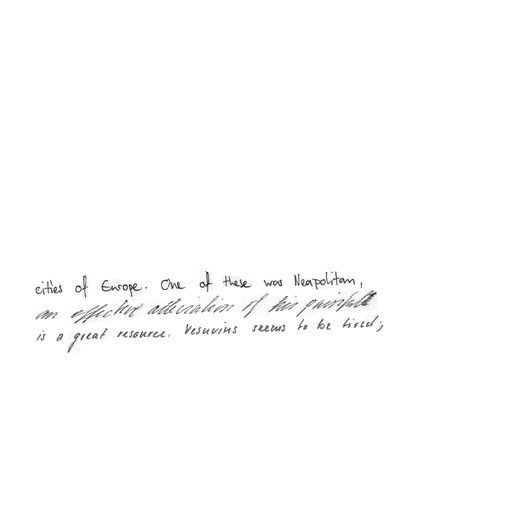 cities of Europe. One of these was Neapolitan,
an effective alleviation of his painful
is a great resource. Vesuvius seems to be tired;